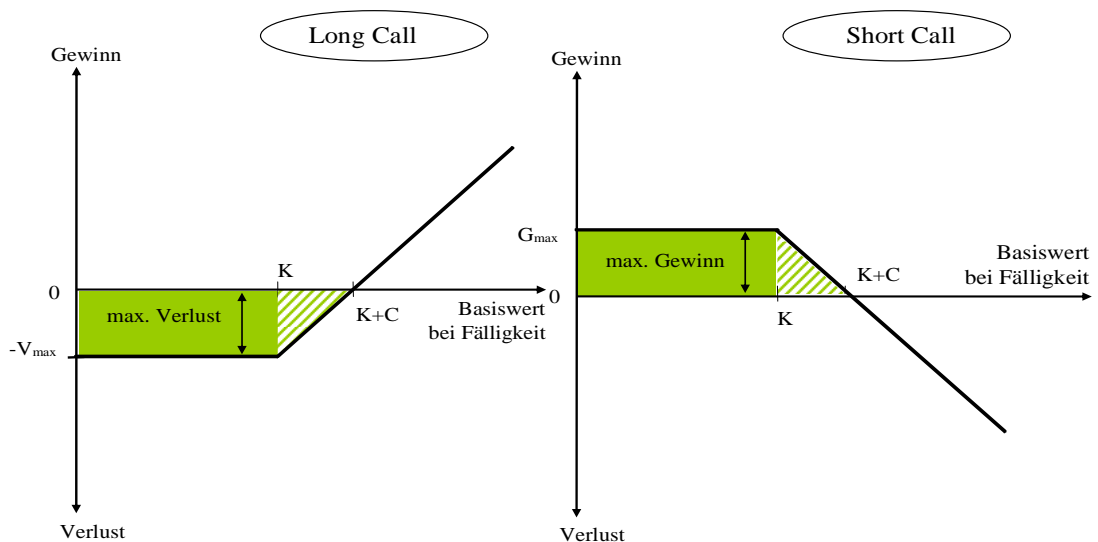 Long Call
Gewinn
K
0
max. Verlust
K+C
Basiswert
bei Fälligkeit
-Vmax
Verlust
Short Call
Gewinn
Gmax
max. Gewinn
K+C
Basiswert
bei Fälligkeit
0
K
Verlust